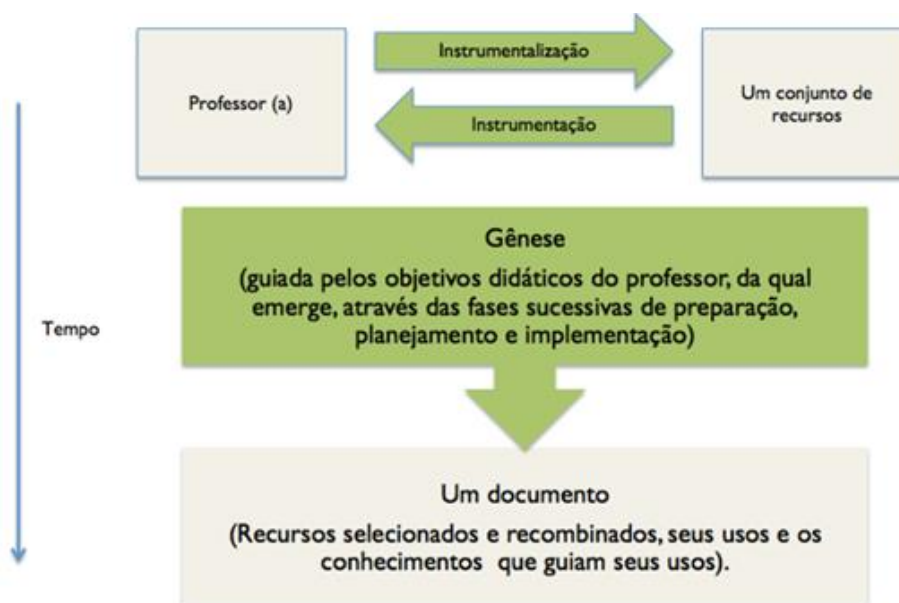 Instrumentalização
Professor (a)
Instrumentação
Um conjunto de
recursos
Gênese
(guiada pelos objetivos didáticos do professor, da qual
emerge, através das fases sucessivas de preparação,
planejamento e implementação)
Tempo
Um documento
(Recursos selecionados e recombinados, seus usos e os
conhecimentos que guiam seus usos).